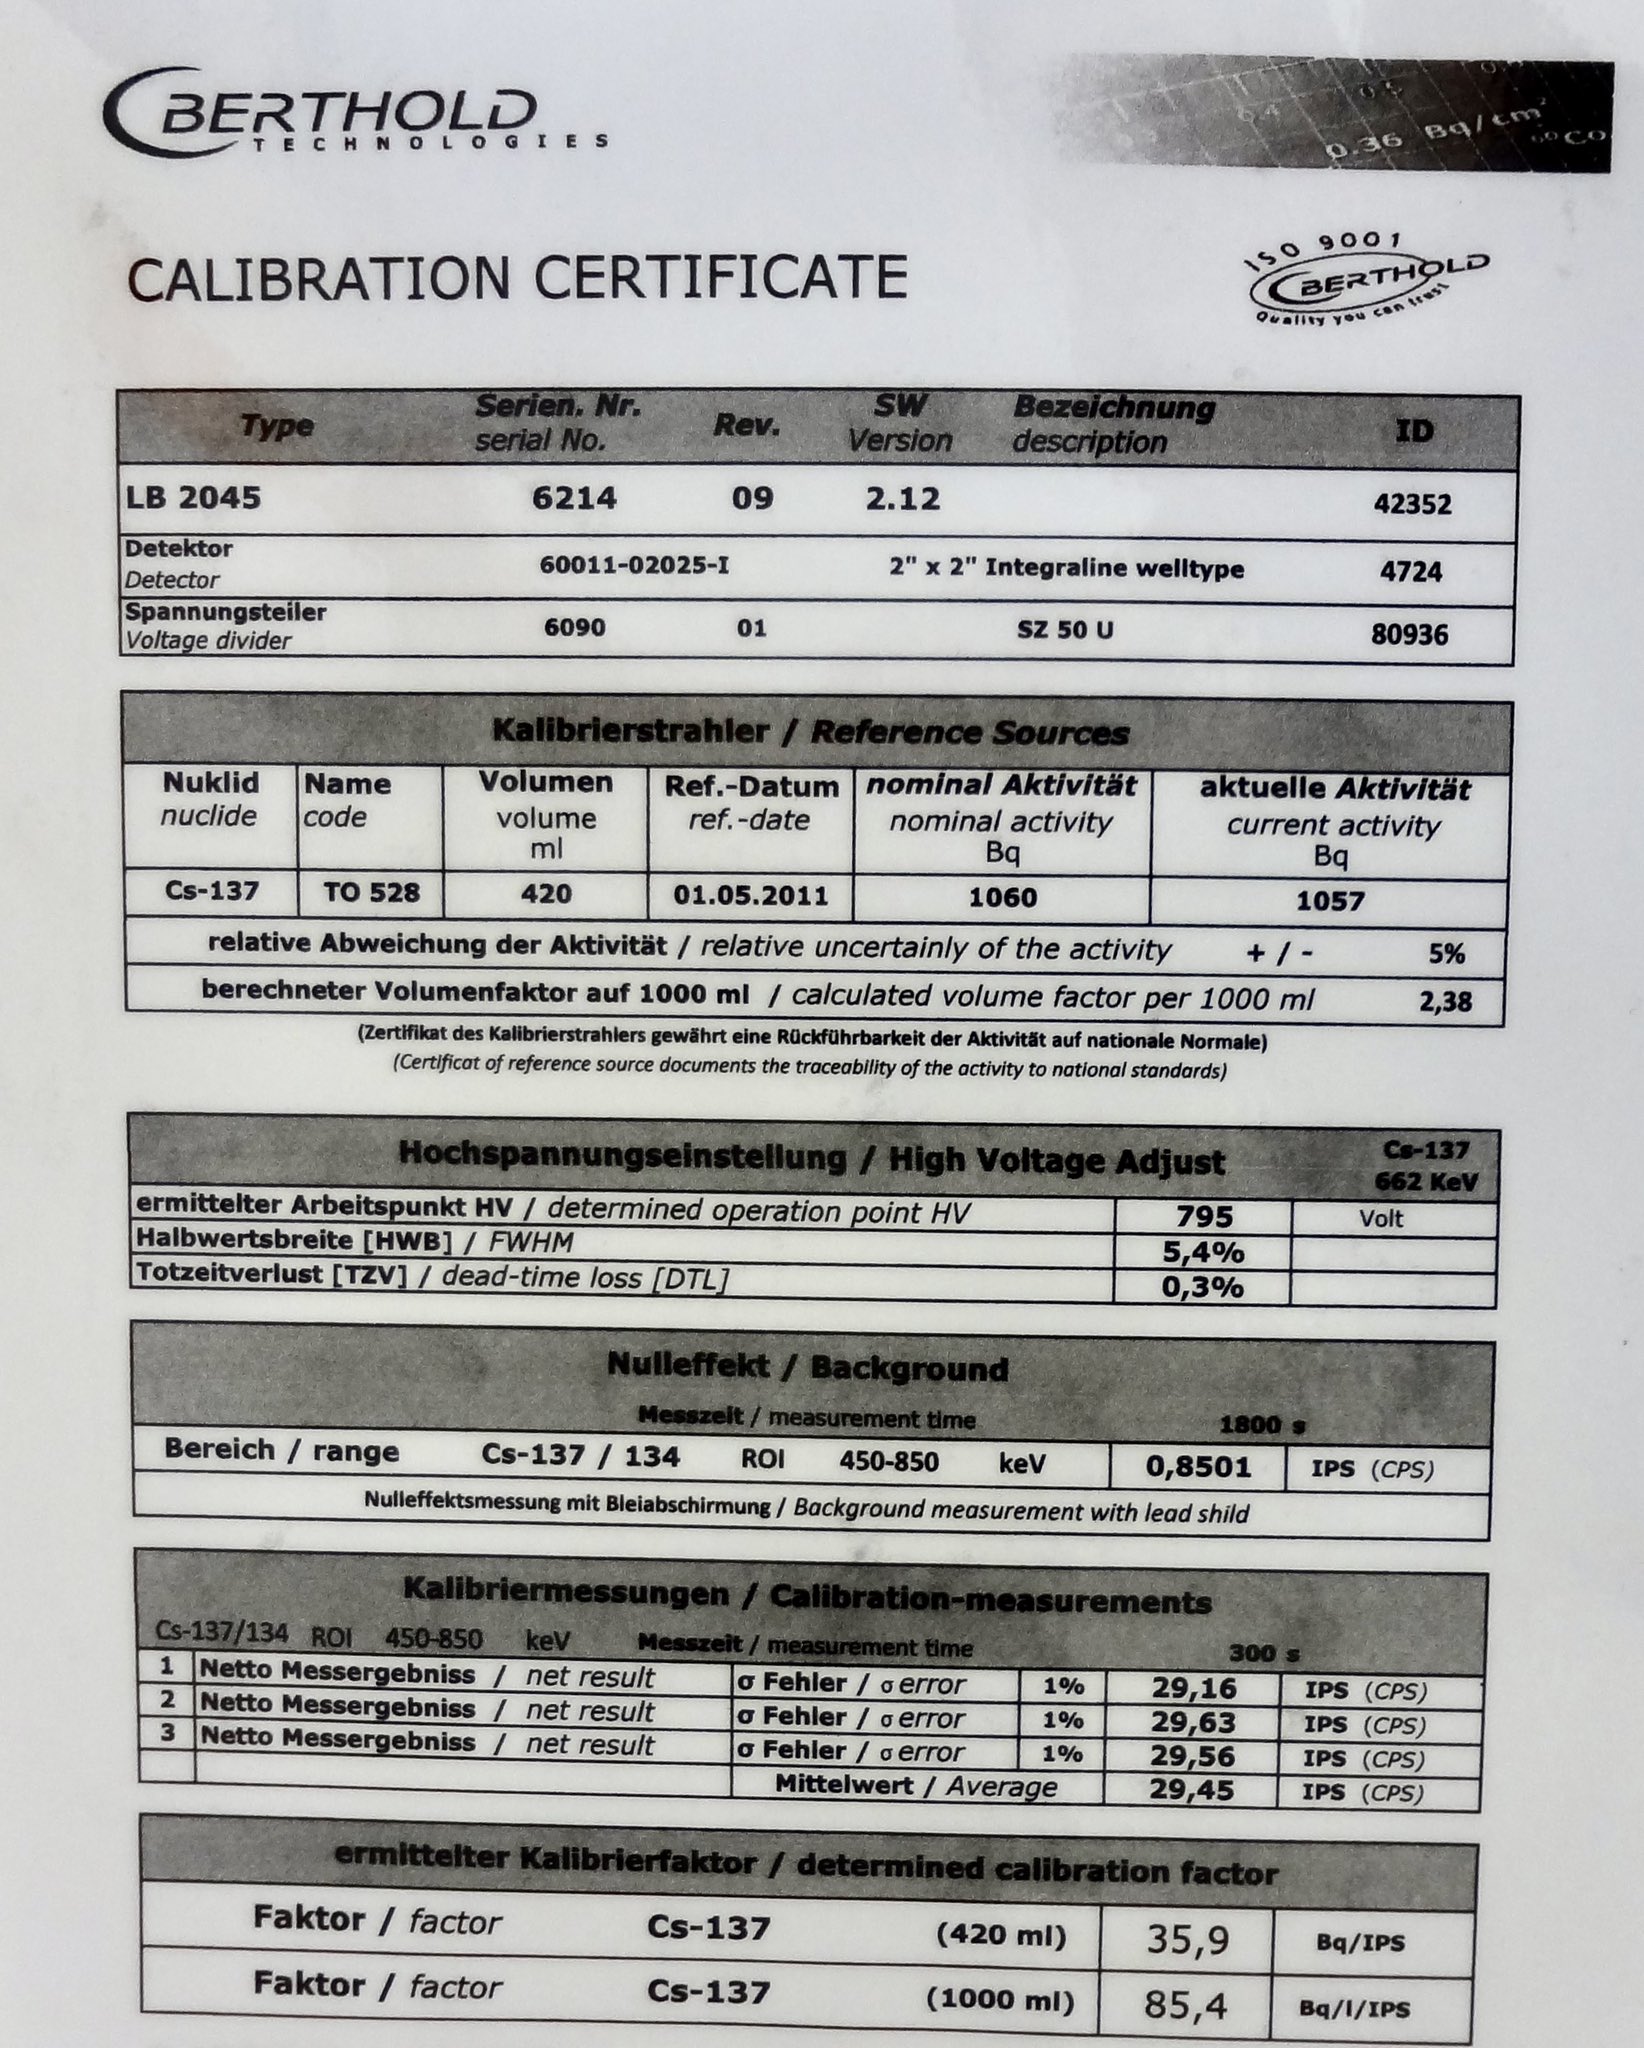 BERTHOLD
TECHNOLOGIES
0.4 0.5
0.36 Bq/cm²
60 Co
CALIBRATION CERTIFICATE
ISO 9001
BERTHOLD
Quality you can trust
Type Serien. Nr. serial No. Rev. SW Version Bezeichnung description ID
LB 2045 6214 09 2.12 42352
Detektor Detector 60011-02025-I 2" x 2" Integraline welltype 4724
Spannungsteiler Voltage divider 6090 01 SZ 50 U 80936
Kalibrierstrahler / Reference Sources
Nuklid Name Volumen Ref.-Datum nominal Aktivität aktuelle Aktivität
nuclide code volume ref.-date nominal activity current activity
ml Bq Bq
Cs-137 TO 528 420 01.05.2011 1060 1057
relative Abweichung der Aktivität / relative uncertainly of the activity + / - 5%
berechneter Volumenfaktor auf 1000 ml / calculated volume factor per 1000 ml 2,38
(Zertifikat des Kalibrierstrahlers gewährt eine Rückführbarkeit der Aktivität auf nationale Normale)
(Certificat of reference source documents the traceability of the activity to national standards)
Hochspannungseinstellung / High Voltage Adjust Cs-137
662 KeV
ermittelter Arbeitspunkt HV / determined operation point HV 795 Volt
Halbwertsbreite [HWB] / FWHM 5,4%
Totzeitverlust [TZV] / dead-time loss [DTL] 0,3%
Nulleffekt / Background
Messzeit / measurement time 1800 s
Bereich / range Cs-137 / 134 ROI 450-850 keV 0,8501 IPS (CPS)
Nulleffektsmessung mit Bleiabschirmung / Background measurement with lead shild
Kalibriermessungen / Calibration-measurements
Cs-137/134 ROI 450-850 keV Messzeit / measurement time 300 s
1 Netto Messergebniss / net result σ Fehler / σ error 1% 29,16 IPS (CPS)
2 Netto Messergebniss / net result σ Fehler / σ error 1% 29,63 IPS (CPS)
3 Netto Messergebniss / net result σ Fehler / σ error 1% 29,56 IPS (CPS)
Mittelwert / Average 29,45 IPS (CPS)
ermittelter Kalibrierfaktor / determined calibration factor
Faktor / factor Cs-137 (420 ml) 35,9 Bq/IPS
Faktor / factor Cs-137 (1000 ml) 85,4 Bq/l/IPS